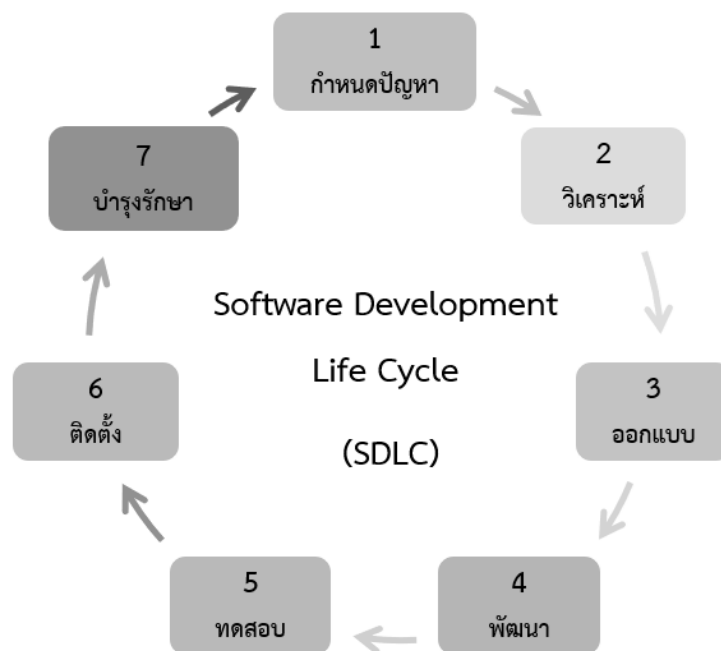 1
กำหนดปัญหา
2
วิเคราะห์
3
ออกแบบ
4
พัฒนา
5
ทดสอบ
6
ติดตั้ง
7
บำรุงรักษา
Software Development
Life Cycle
(SDLC)